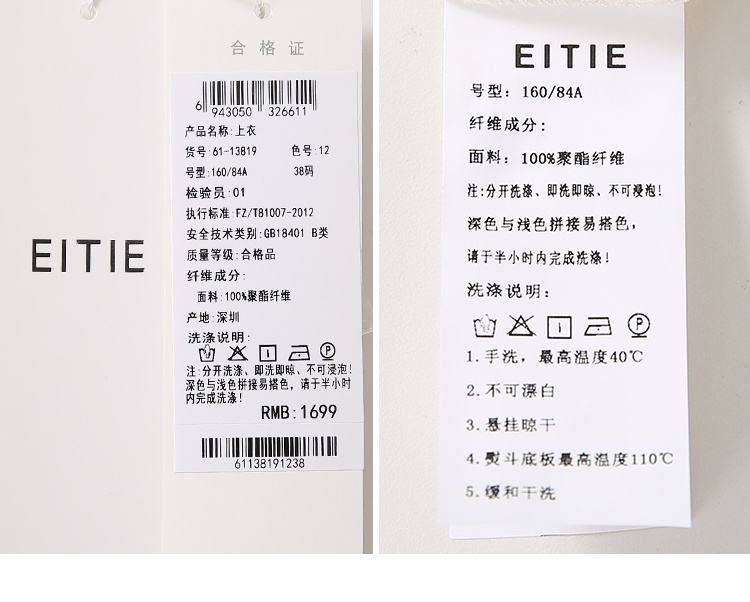 EITIE
合格证
6 943050 326611
产品名称:上衣
货号:61-13819 色号:12
号型:160/84A 38码
检验员:01
执行标准:FZ/T81007-2012
安全技术类别:GB18401 B类
质量等级:合格品
纤维成分:
面料:100%聚酯纤维
产地:深圳
洗涤说明:
P
注:分开洗涤、即洗即晾、不可浸泡!
深色与浅色拼接易搭色，请于半小时
内完成洗涤!
RMB:1699
61138191238
EITIE
号型: 160/84A
纤维成分:
面料: 100%聚酯纤维
注:分开洗涤、即洗即晾、不可浸泡!
深色与浅色拼接易搭色，
请于半小时内完成洗涤!
洗涤说明:
P
1.手洗，最高温度40℃
2.不可漂白
3.悬挂晾干
4.熨斗底板最高温度110℃
5.缓和干洗